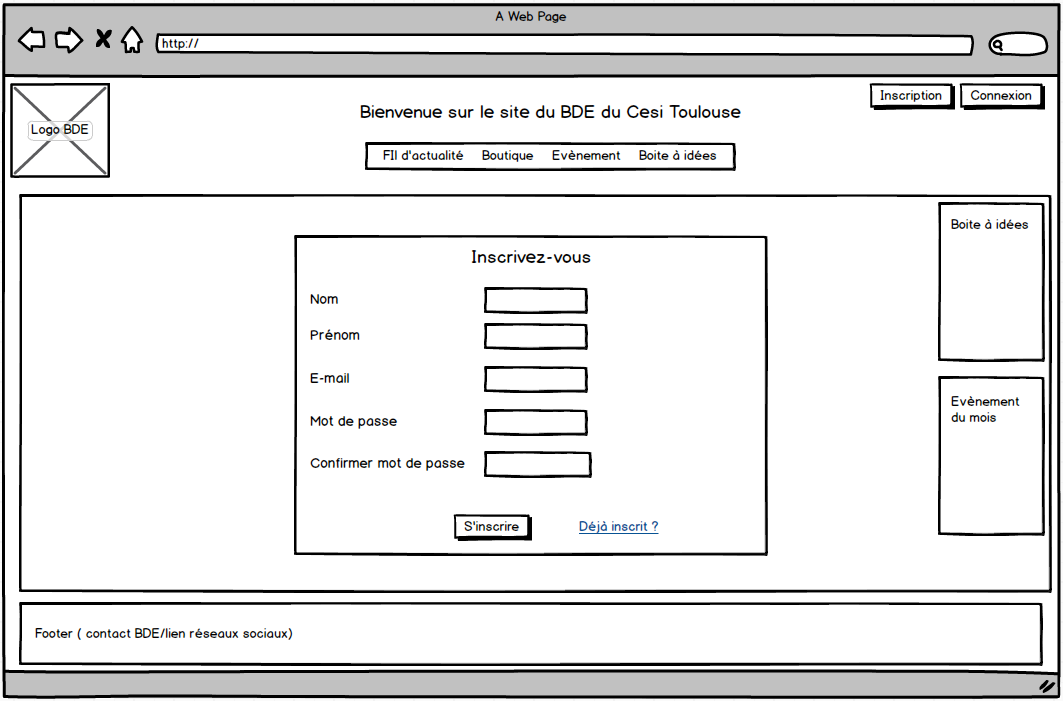 A Web Page
http://
Inscription Connexion
Logo BDE
Bienvenue sur le site du BDE du Cesi Toulouse
FIl d'actualité Boutique Evènement Boite à idées
Boite à idées
Inscrivez-vous
Nom
Prénom
E-mail
Evènement
du mois
Mot de passe
Confirmer mot de passe
S'inscrire Déjà inscrit ?
Footer ( contact BDE/lien réseaux sociaux)